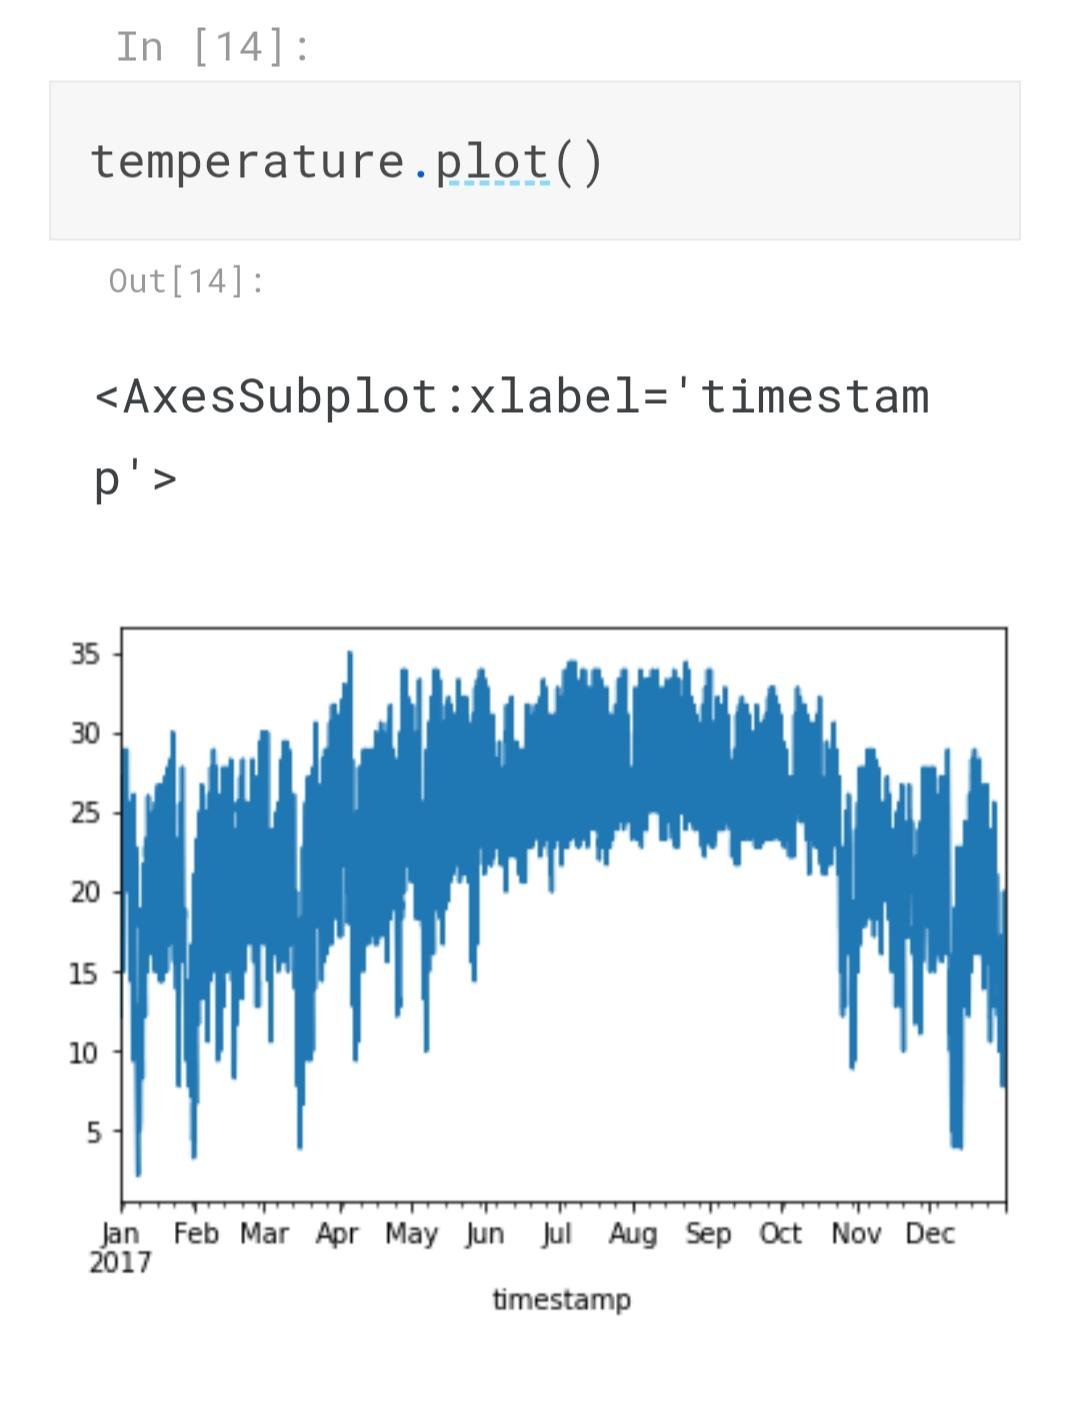 In [14]:
temperature.plot()
Out[14]:
<AxesSubplot:xlabel='timestam
p'>
35
30
25
20
15
10
5
Jan Feb Mar Apr May Jun Jul Aug Sep Oct Nov Dec
2017
timestamp